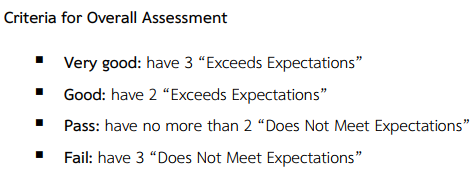 Criteria for Overall Assessment
▪ Very good: have 3 “Exceeds Expectations”
▪ Good: have 2 “Exceeds Expectations”
▪ Pass: have no more than 2 “Does Not Meet Expectations”
▪ Fail: have 3 “Does Not Meet Expectations”